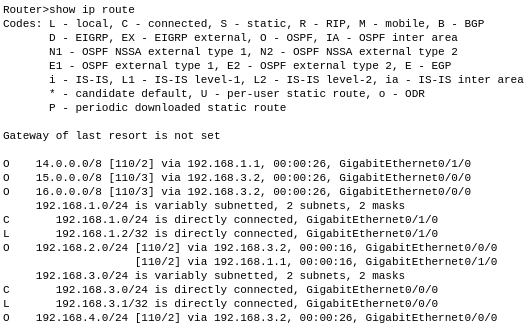 Router>show ip route
Codes: L - local, C - connected, S - static, R - RIP, M - mobile, B - BGP
       D - EIGRP, EX - EIGRP external, O - OSPF, IA - OSPF inter area
       N1 - OSPF NSSA external type 1, N2 - OSPF NSSA external type 2
       E1 - OSPF external type 1, E2 - OSPF external type 2, E - EGP
       i - IS-IS, L1 - IS-IS level-1, L2 - IS-IS level-2, ia - IS-IS inter area
       * - candidate default, U - per-user static route, o - ODR
       P - periodic downloaded static route

Gateway of last resort is not set

O    14.0.0.0/8 [110/2] via 192.168.1.1, 00:00:26, GigabitEthernet0/1/0
O    15.0.0.0/8 [110/3] via 192.168.3.2, 00:00:26, GigabitEthernet0/0/0
O    16.0.0.0/8 [110/3] via 192.168.3.2, 00:00:26, GigabitEthernet0/0/0
     192.168.1.0/24 is variably subnetted, 2 subnets, 2 masks
C       192.168.1.0/24 is directly connected, GigabitEthernet0/1/0
L       192.168.1.2/32 is directly connected, GigabitEthernet0/1/0
O    192.168.2.0/24 [110/2] via 192.168.3.2, 00:00:16, GigabitEthernet0/0/0
                    [110/2] via 192.168.1.1, 00:00:16, GigabitEthernet0/1/0
     192.168.3.0/24 is variably subnetted, 2 subnets, 2 masks
C       192.168.3.0/24 is directly connected, GigabitEthernet0/0/0
L       192.168.3.1/32 is directly connected, GigabitEthernet0/0/0
O    192.168.4.0/24 [110/2] via 192.168.3.2, 00:00:26, GigabitEthernet0/0/0